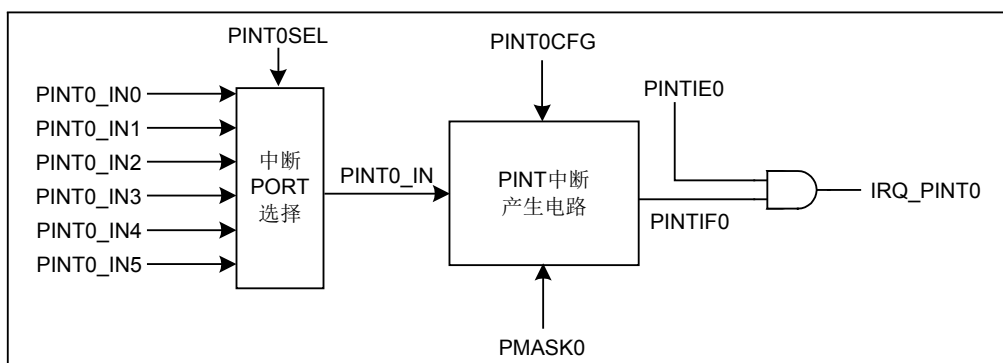 PINT0SEL
PINT0CFG
PINTIE0
PINT0_IN0
PINT0_IN1
PINT0_IN2
PINT0_IN3
PINT0_IN4
PINT0_IN5
中断
PORT
选择
PINT0_IN
PINT中断
产生电路
PINTIF0
IRQ_PINT0
PMASK0